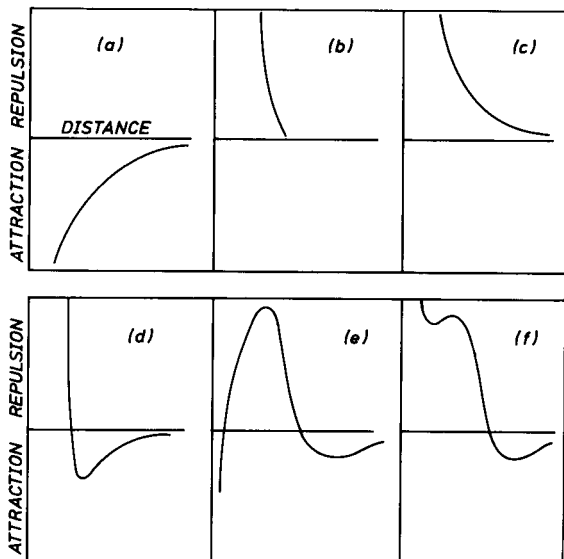 (a) (b) (c)
REPULSION
DISTANCE
ATTRACTION
(d) (e) (f)
REPULSION
ATTRACTION